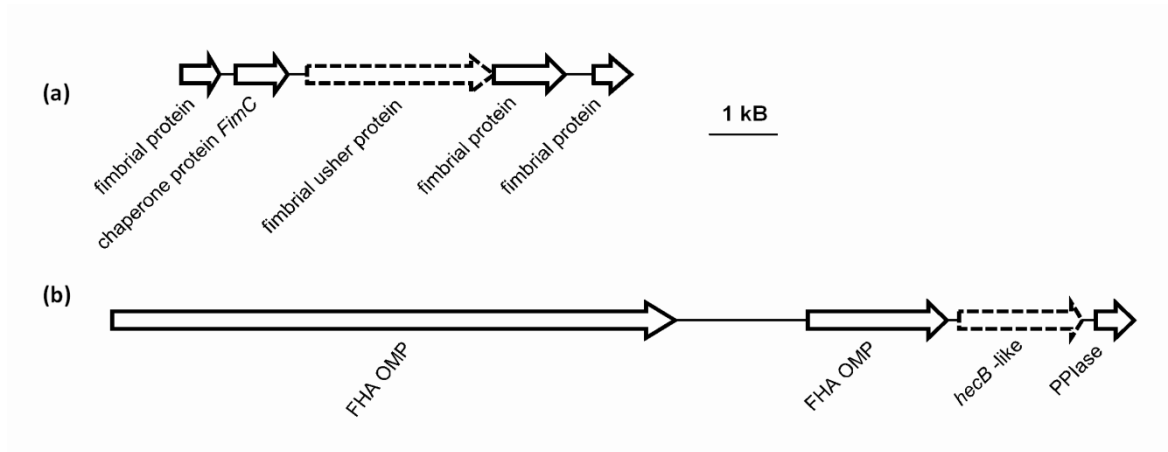 (a)
fimbrial protein
chaperone protein FimC
fimbrial usher protein
fimbrial protein
fimbrial protein
1 kB
(b)
FHA OMP
FHA OMP
hecB -like
PPIase